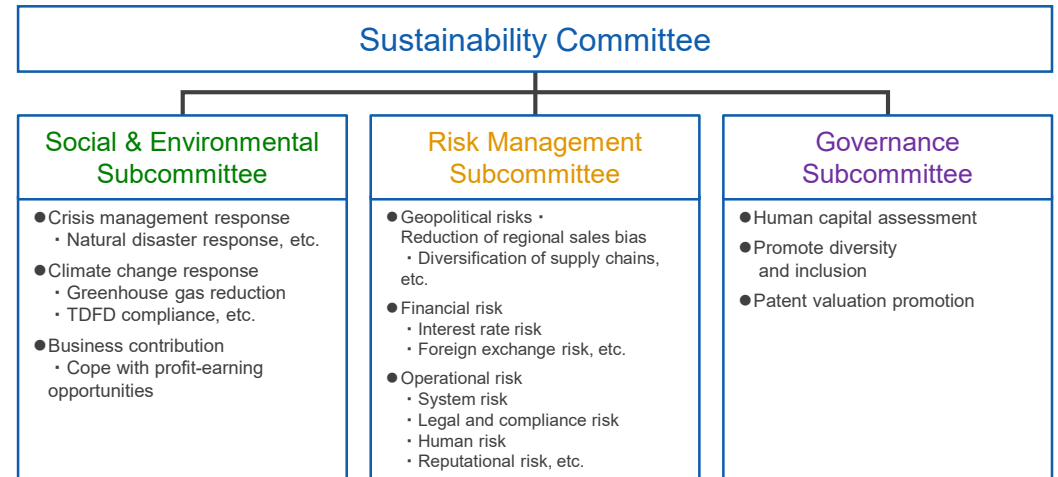 Sustainability Committee
Social & Environmental
Subcommittee
●Crisis management response
・Natural disaster response, etc.
●Climate change response
・Greenhouse gas reduction
・TDFD compliance, etc.
●Business contribution
・Cope with profit-earning
opportunities
Risk Management
Subcommittee
●Geopolitical risks・
Reduction of regional sales bias
・Diversification of supply chains,
etc.
●Financial risk
・Interest rate risk
・Foreign exchange risk, etc.
●Operational risk
・System risk
・Legal and compliance risk
・Human risk
・Reputational risk, etc.
Governance
Subcommittee
●Human capital assessment
●Promote diversity
and inclusion
●Patent valuation promotion